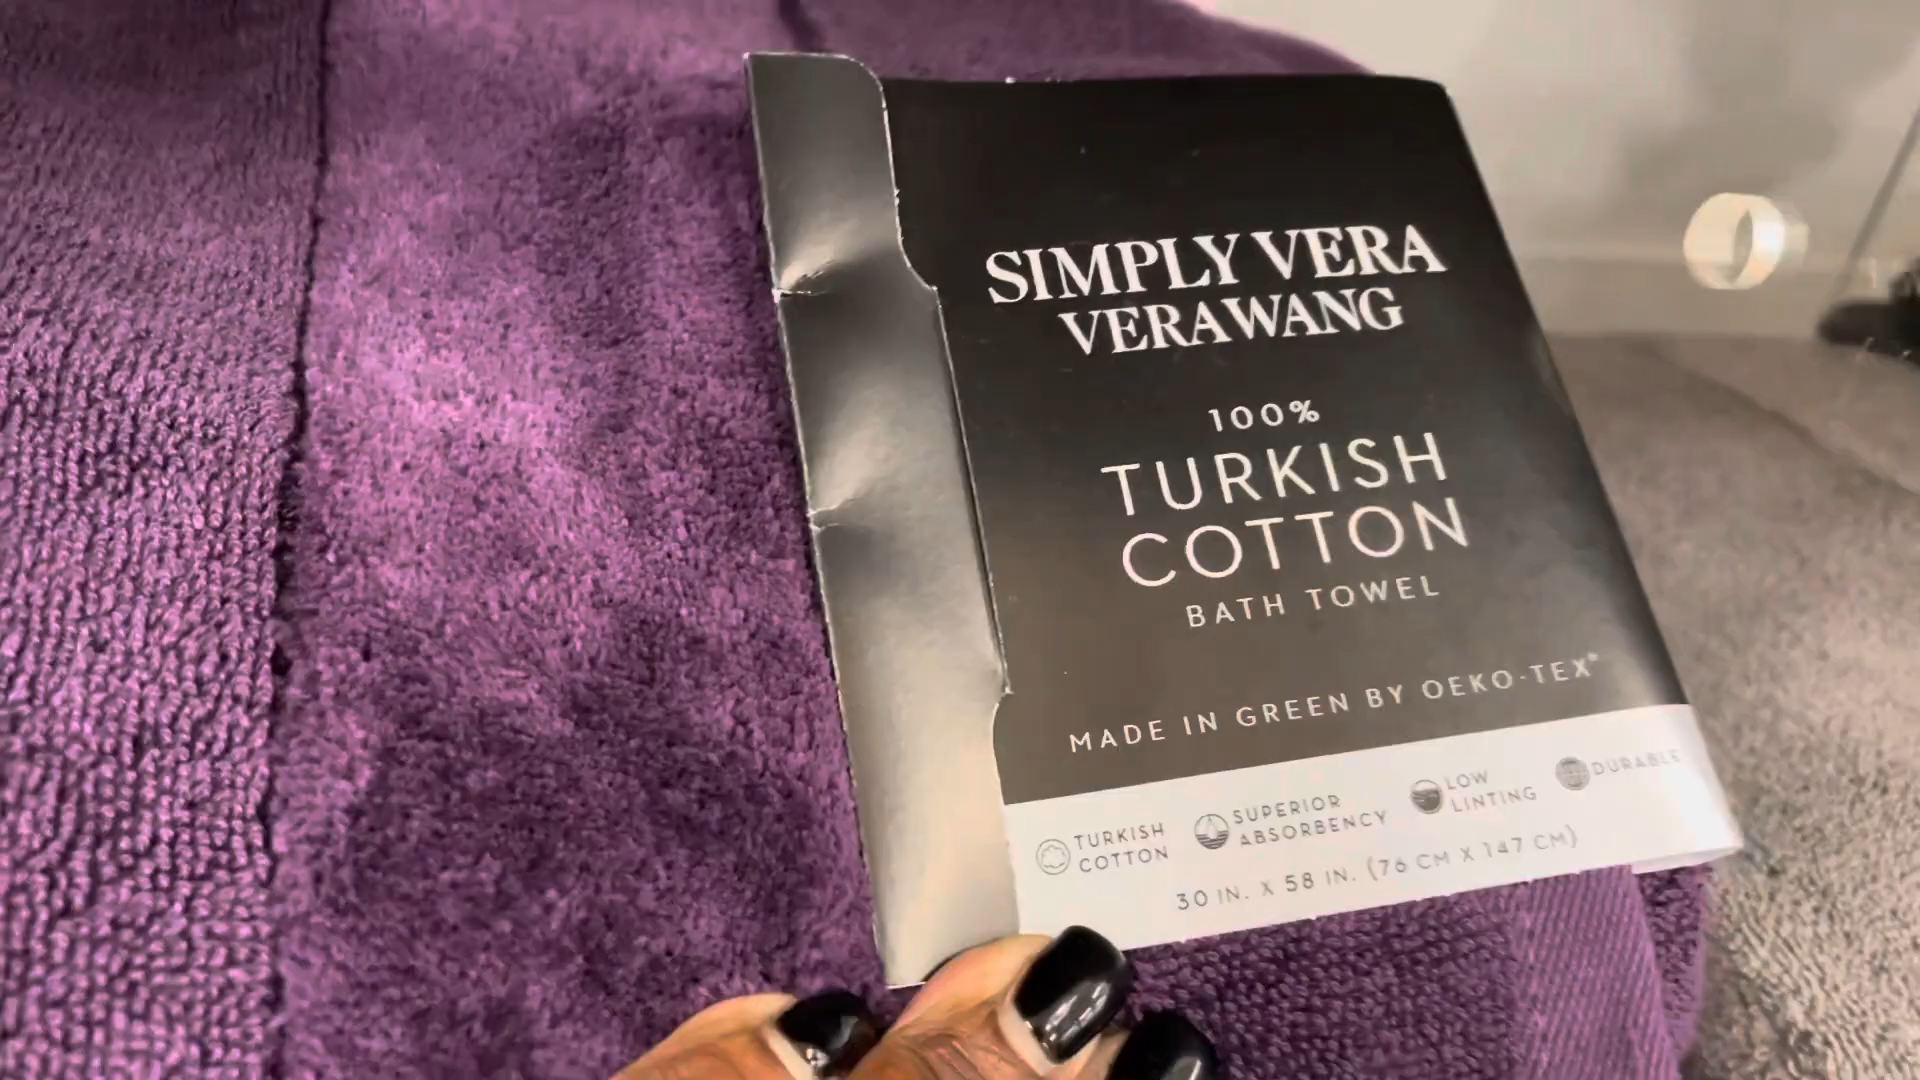 SIMPLY VERA
VERAWANG
100%
TURKISH
COTTON
BATH TOWEL
MADE IN GREEN BY OEKO-TEX®
TURKISH
COTTON
SUPERIOR
ABSORBENCY
LOW
LINTING
DURABLE
30 IN. X 58 IN. (76 CM X 147 CM)